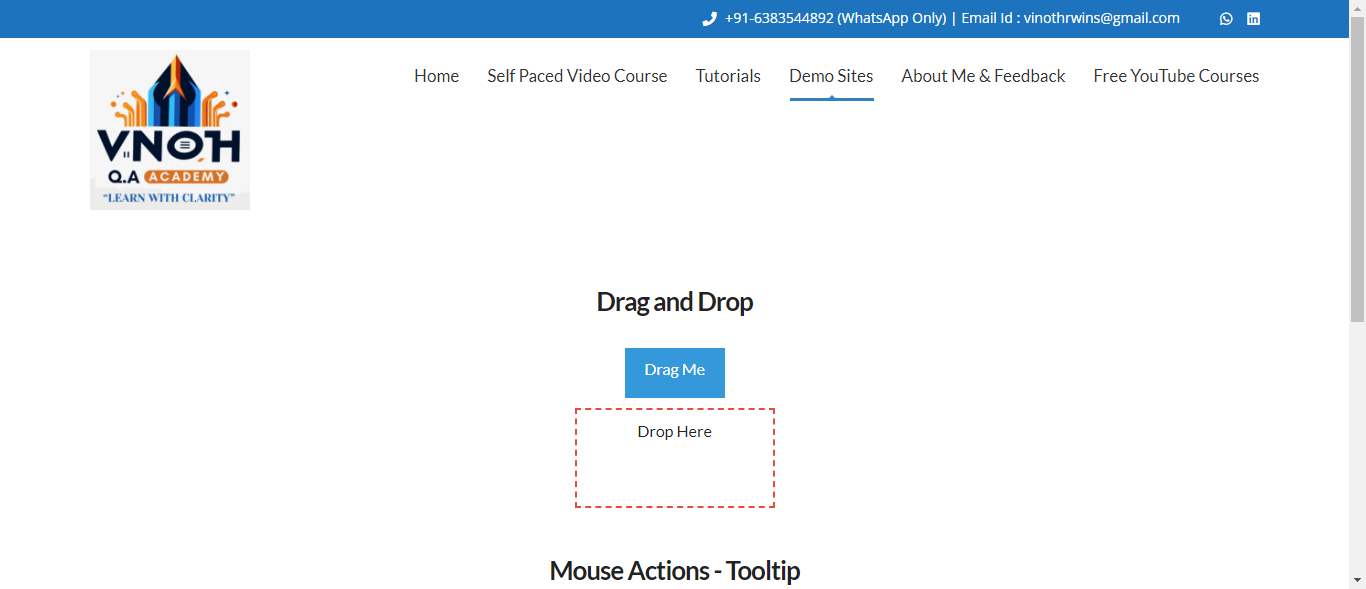 +91-6383544892 (WhatsApp Only) | Email Id : vinothrwins@gmail.com
VNOH
Q.A ACADEMY
"LEARN WITH CLARITY"
Home Self Paced Video Course Tutorials Demo Sites About Me & Feedback Free YouTube Courses
Drag and Drop
Drag Me
Drop Here
Mouse Actions - Tooltip